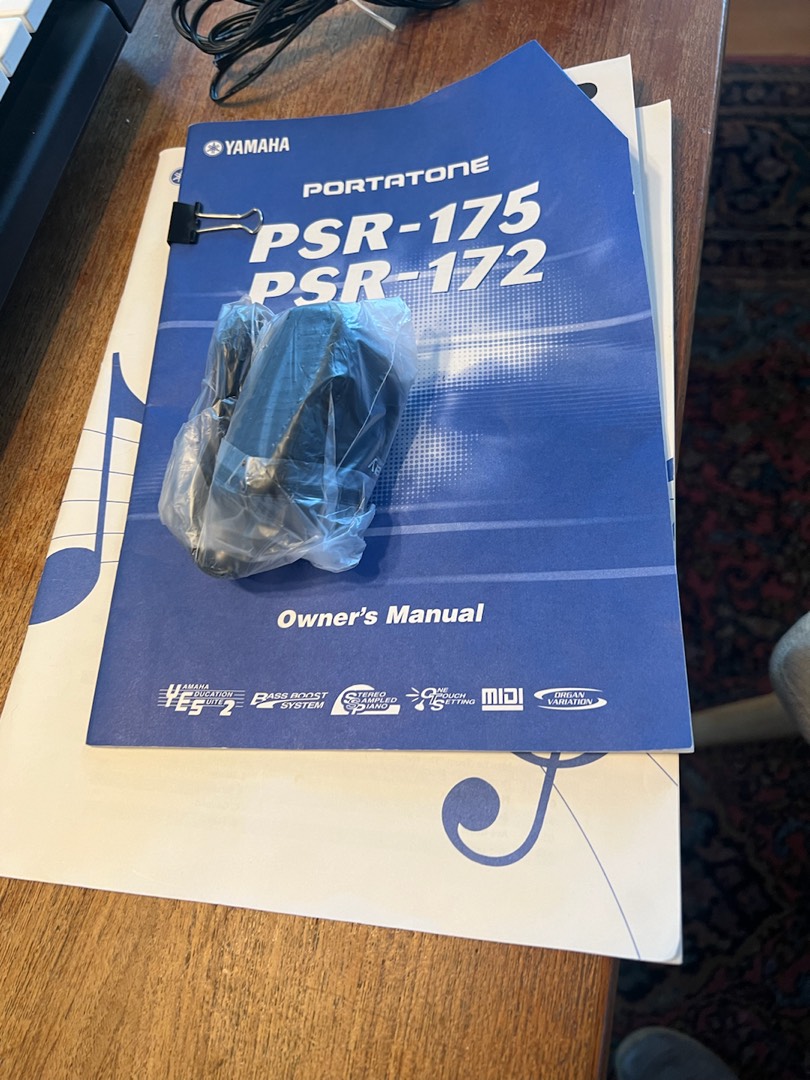 YAMAHA
PORTATONE
PSR-175
PSR-172
Owner's Manual
YAMAHA EDUCATION SUITE 2
BASS BOOST SYSTEM
STEREO SAMPLED PIANO
ONE TOUCH SETTING
MIDI
ORGAN VARIATION